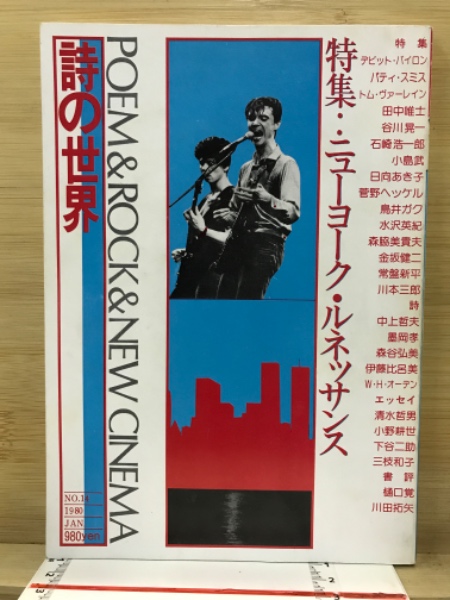 詩の世界
POEM & ROCK & NEW CINEMA
NO.14
1980
JAN
980yen
特集・ニューヨーク・ルネッサンス
特集
デビット・バイロン
パティ・スミス
トム・ヴァーレイン
田中唯士
谷川晃一
石崎浩一郎
小島武
日向あき子
菅野ヘッケル
鳥井ガク
水沢英紀
森脇美貴夫
金坂健二
常盤新平
川本三郎
詩
中上哲夫
墨岡孝
森谷弘美
伊藤比呂美
W・H・オーデン
エッセイ
清水哲男
小野耕世
下谷二助
三枝和子
書評
樋口覚
川田拓矢